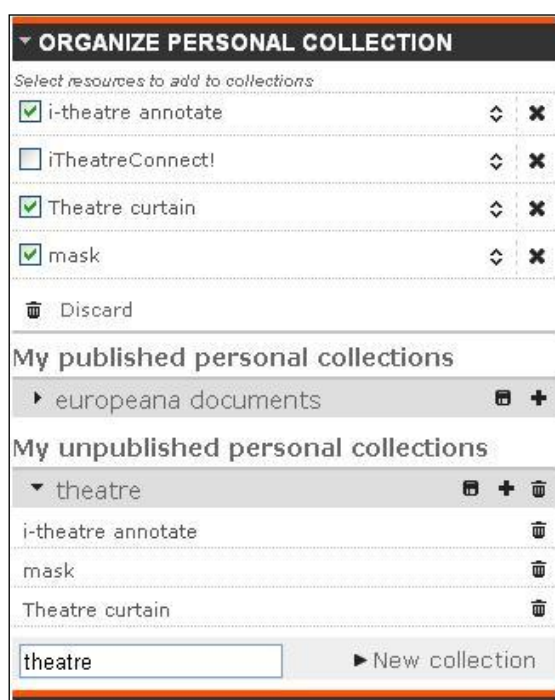 ORGANIZE PERSONAL COLLECTION
Select resources to add to collections
i-theatre annotate
iTheatreConnect!
Theatre curtain
mask
Discard
My published personal collections
europeana documents
My unpublished personal collections
theatre
i-theatre annotate
mask
Theatre curtain
theatre New collection